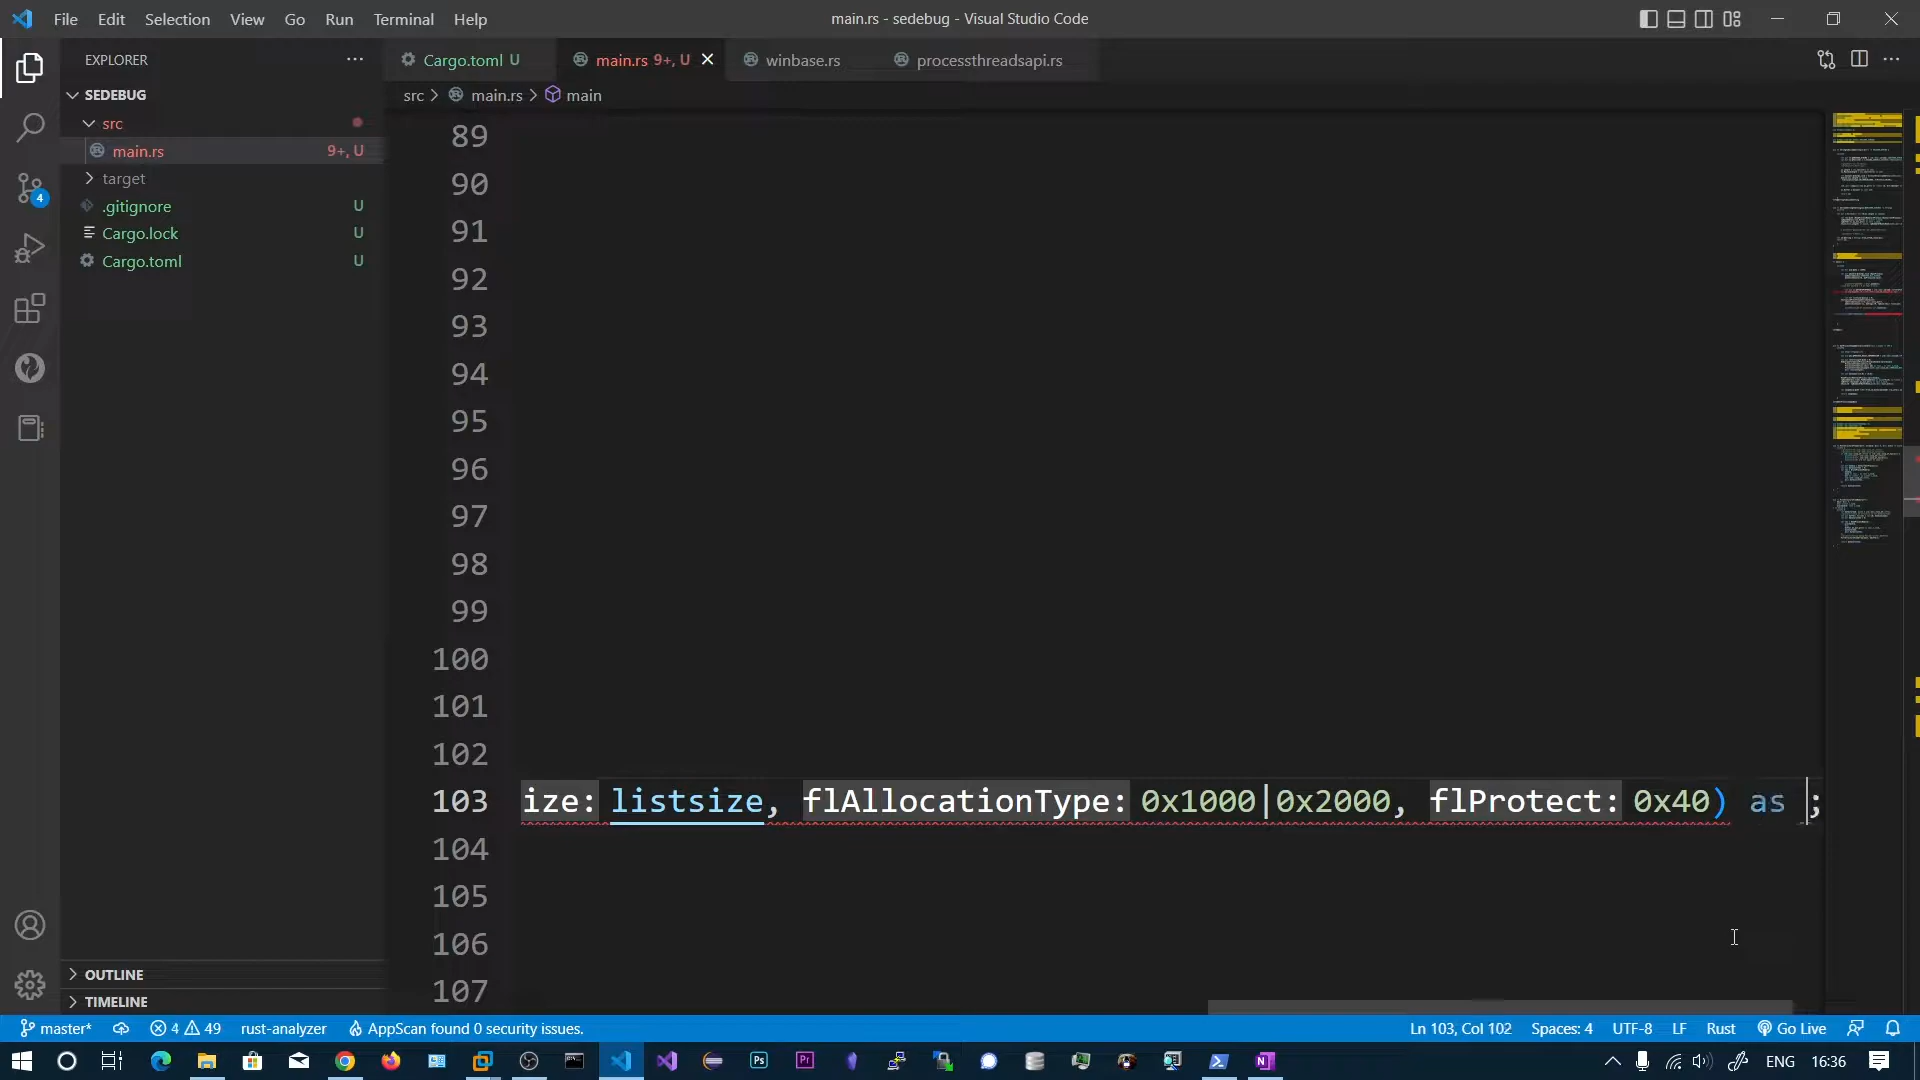 File Edit Selection View Go Run Terminal Help
main.rs - sedebug - Visual Studio Code
EXPLORER
SEDEBUG
src
main.rs 9+, U
target
.gitignore U
Cargo.lock U
Cargo.toml U
OUTLINE
TIMELINE
4
Cargo.toml U
main.rs 9+, U
winbase.rs
processthreadsapi.rs
src > main.rs > main
89
90
91
92
93
94
95
96
97
98
99
100
101
102
103 ize: listsize, flAllocationType: 0x1000|0x2000, flProtect: 0x40) as ;
104
105
106
107
master* 4 49 rust-analyzer AppScan found 0 security issues.
Ln 103, Col 102 Spaces: 4 UTF-8 LF Rust Go Live
Ps Pr N ENG 16:36